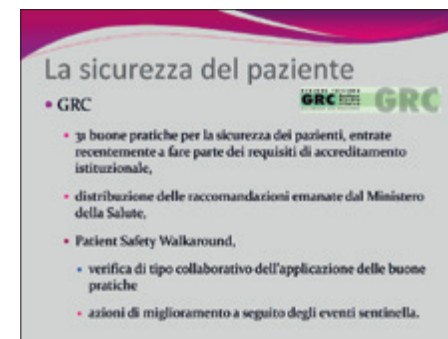 La sicurezza del paziente
• GRC
GRC GRC
• 31 buone pratiche per la sicurezza dei pazienti, entrate
recentemente a fare parte dei requisiti di accreditamento
istituzionale,
• distribuzione delle raccomandazioni emanate dal Ministero
della Salute,
• Patient Safety Walkaround,
• verifica di tipo collaborativo dell'applicazione delle buone
pratiche
• azioni di miglioramento a seguito degli eventi sentinella.